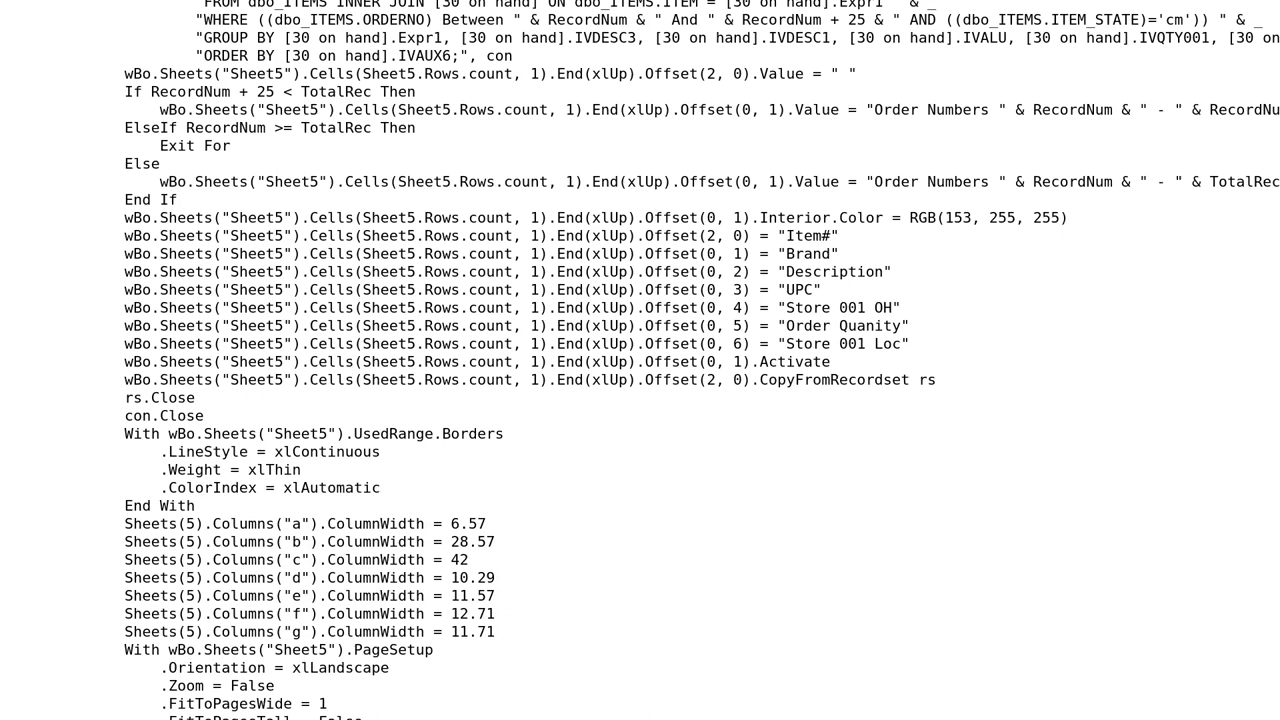 "FROM dbo_ITEMS INNER JOIN [30 on hand] ON dbo_ITEMS.ITEM = [30 on hand].Expr1 " & _
"WHERE ((dbo_ITEMS.ORDERNO) Between " & RecordNum & " And " & RecordNum + 25 & " AND ((dbo_ITEMS.ITEM_STATE)='cm')) " & _
"GROUP BY [30 on hand].Expr1, [30 on hand].IVDESC3, [30 on hand].IVDESC1, [30 on hand].IVALU, [30 on hand].IVQTY001, [30 on
"ORDER BY [30 on hand].IVAUX6;", con
wBo.Sheets("Sheet5").Cells(Sheet5.Rows.count, 1).End(xlUp).Offset(2, 0).Value = " "
If RecordNum + 25 < TotalRec Then
wBo.Sheets("Sheet5").Cells(Sheet5.Rows.count, 1).End(xlUp).Offset(0, 1).Value = "Order Numbers " & RecordNum & " - " & RecordNu
ElseIf RecordNum >= TotalRec Then
Exit For
Else
wBo.Sheets("Sheet5").Cells(Sheet5.Rows.count, 1).End(xlUp).Offset(0, 1).Value = "Order Numbers " & RecordNum & " - " & TotalRec
End If
wBo.Sheets("Sheet5").Cells(Sheet5.Rows.count, 1).End(xlUp).Offset(0, 1).Interior.Color = RGB(153, 255, 255)
wBo.Sheets("Sheet5").Cells(Sheet5.Rows.count, 1).End(xlUp).Offset(2, 0) = "Item#"
wBo.Sheets("Sheet5").Cells(Sheet5.Rows.count, 1).End(xlUp).Offset(0, 1) = "Brand"
wBo.Sheets("Sheet5").Cells(Sheet5.Rows.count, 1).End(xlUp).Offset(0, 2) = "Description"
wBo.Sheets("Sheet5").Cells(Sheet5.Rows.count, 1).End(xlUp).Offset(0, 3) = "UPC"
wBo.Sheets("Sheet5").Cells(Sheet5.Rows.count, 1).End(xlUp).Offset(0, 4) = "Store 001 OH"
wBo.Sheets("Sheet5").Cells(Sheet5.Rows.count, 1).End(xlUp).Offset(0, 5) = "Order Quanity"
wBo.Sheets("Sheet5").Cells(Sheet5.Rows.count, 1).End(xlUp).Offset(0, 6) = "Store 001 Loc"
wBo.Sheets("Sheet5").Cells(Sheet5.Rows.count, 1).End(xlUp).Offset(0, 1).Activate
wBo.Sheets("Sheet5").Cells(Sheet5.Rows.count, 1).End(xlUp).Offset(2, 0).CopyFromRecordset rs
rs.Close
con.Close
With wBo.Sheets("Sheet5").UsedRange.Borders
.LineStyle = xlContinuous
.Weight = xlThin
.ColorIndex = xlAutomatic
End With
Sheets(5).Columns("a").ColumnWidth = 6.57
Sheets(5).Columns("b").ColumnWidth = 28.57
Sheets(5).Columns("c").ColumnWidth = 42
Sheets(5).Columns("d").ColumnWidth = 10.29
Sheets(5).Columns("e").ColumnWidth = 11.57
Sheets(5).Columns("f").ColumnWidth = 12.71
Sheets(5).Columns("g").ColumnWidth = 11.71
With wBo.Sheets("Sheet5").PageSetup
.Orientation = xlLandscape
.Zoom = False
.FitToPagesWide = 1
.FitToPagesTall = False